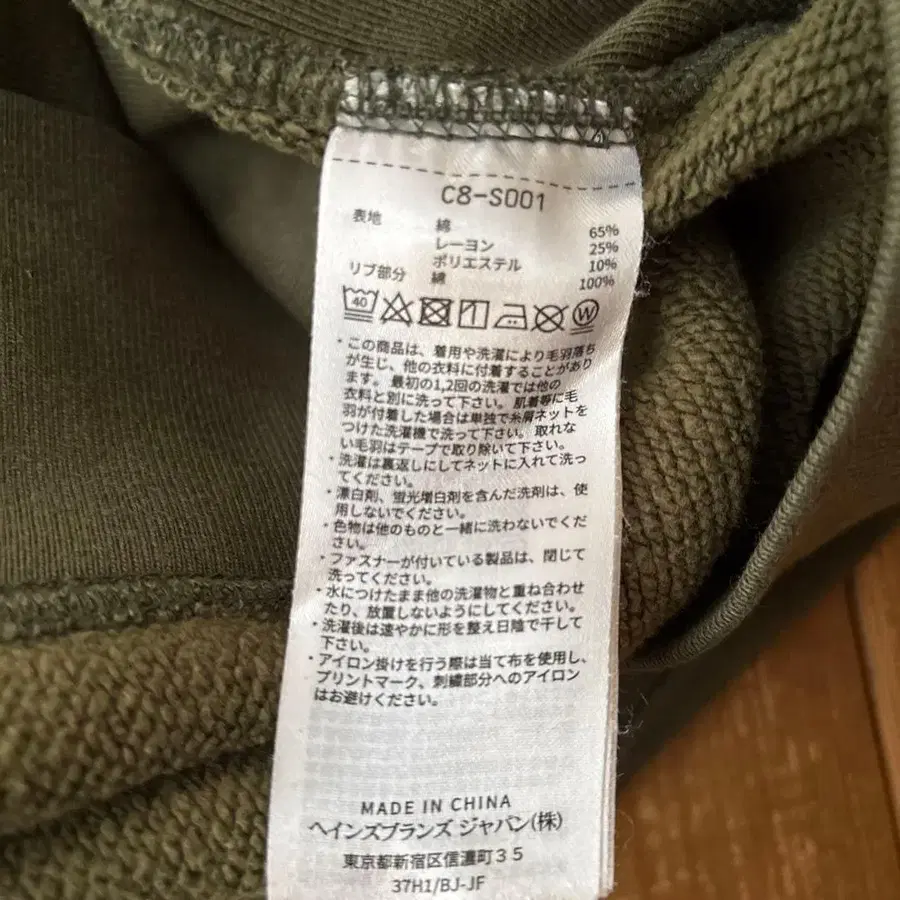 C8-S001
表地 綿 65%
レーヨン 25%
ポリエステル 10%
リブ部分 綿 100%
40 W
・この商品は、着用や洗濯により毛羽落ち
が生じ、他の衣料に付着することがあり
ます。最初の1,2回の洗濯では他の
衣料と別に洗って下さい。肌着等に毛
羽が付着した場合は単独で糸屑ネットを
つけた洗濯機で洗って下さい。取れな
い毛羽はテープで取り除いて下さい。
・洗濯は裏返しにしてネットに入れて洗っ
てください。
・漂白剤、蛍光増白剤を含んだ洗剤は、使
用しないでください。
・色物は他のものと一緒に洗わないでくだ
さい。
・ファスナーが付いている製品は、閉じて
洗ってください。
・水につけたまま他の洗濯物と重ね合わせ
たり、放置しないようにしてください。
・洗濯後は速やかに形を整え日陰で干して
下さい。
・アイロン掛けを行う際は当て布を使用し、
プリントマーク、刺繍部分へのアイロン
はお避けください。
MADE IN CHINA
ヘインズブランズ ジャパン(株)
東京都新宿区信濃町35
37H1/BJ-JF